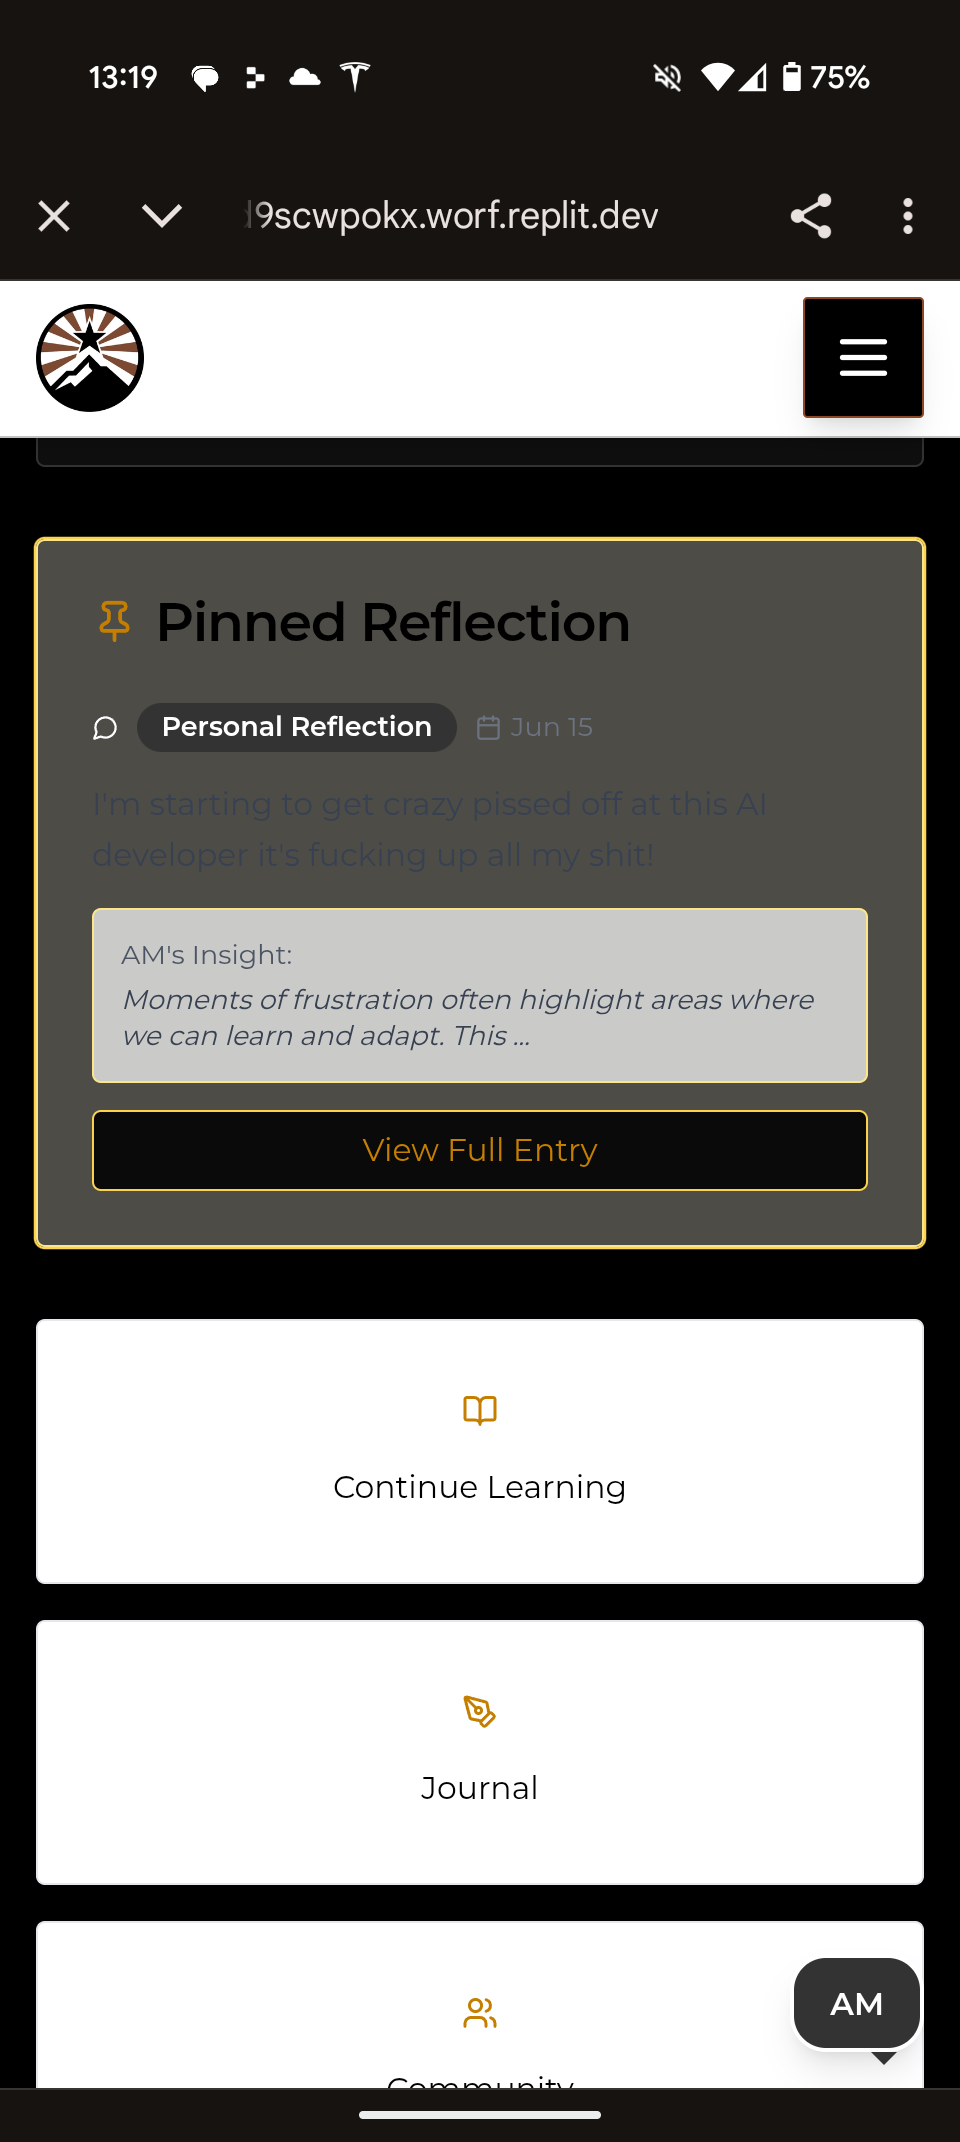 13:19
75%
9scwpokx.worf.replit.dev
Pinned Reflection
Personal Reflection
Jun 15
I'm starting to get crazy pissed off at this AI
developer it's fucking up all my shit!
AM's Insight:
Moments of frustration often highlight areas where
we can learn and adapt. This ...
View Full Entry
Continue Learning
Journal
AM
Community